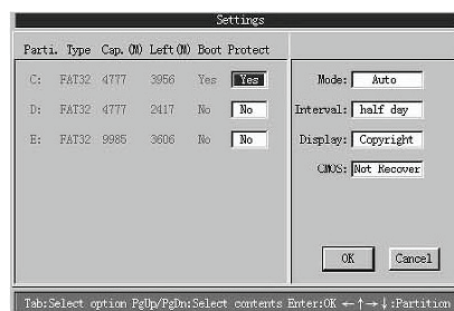 Settings
Parti. Type Cap. (M) Left(M) Boot Protect
C: FAT32 4777 3956 Yes Yes
D: FAT32 4777 2417 No No
E: FAT32 9985 3606 No No
Mode: Auto
Interval: half day
Display: Copyright
CMOS: Not Recover
OK Cancel
Tab:Select option PgUp/PgDn:Select contents Enter:OK ←↑→↓:Partition